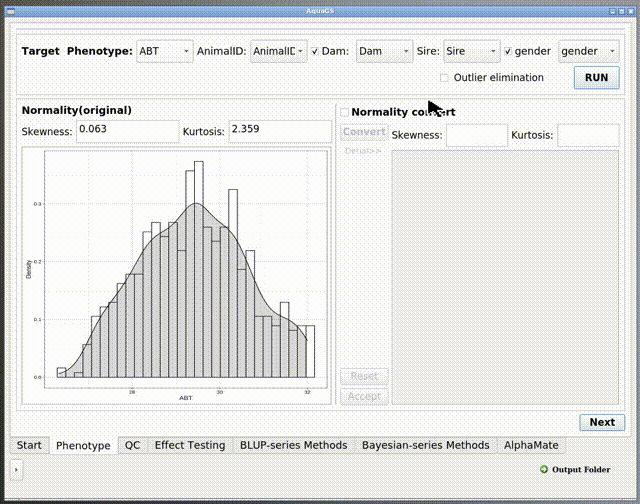 AquaGS
Target Phenotype: ABT AnimalID: AnimalID Dam: Dam Sire: Sire gender gender
Outlier elimination RUN
Normality(original)
Skewness: 0.063 Kurtosis: 2.359
Normality convert
Convert Skewness: Kurtosis:
Detial>>
0.3
0.2
Density
0.1
0.0
28 30 32
ABT
Reset
Accept
Next
Start Phenotype QC Effect Testing BLUP-series Methods Bayesian-series Methods AlphaMate
Output Folder